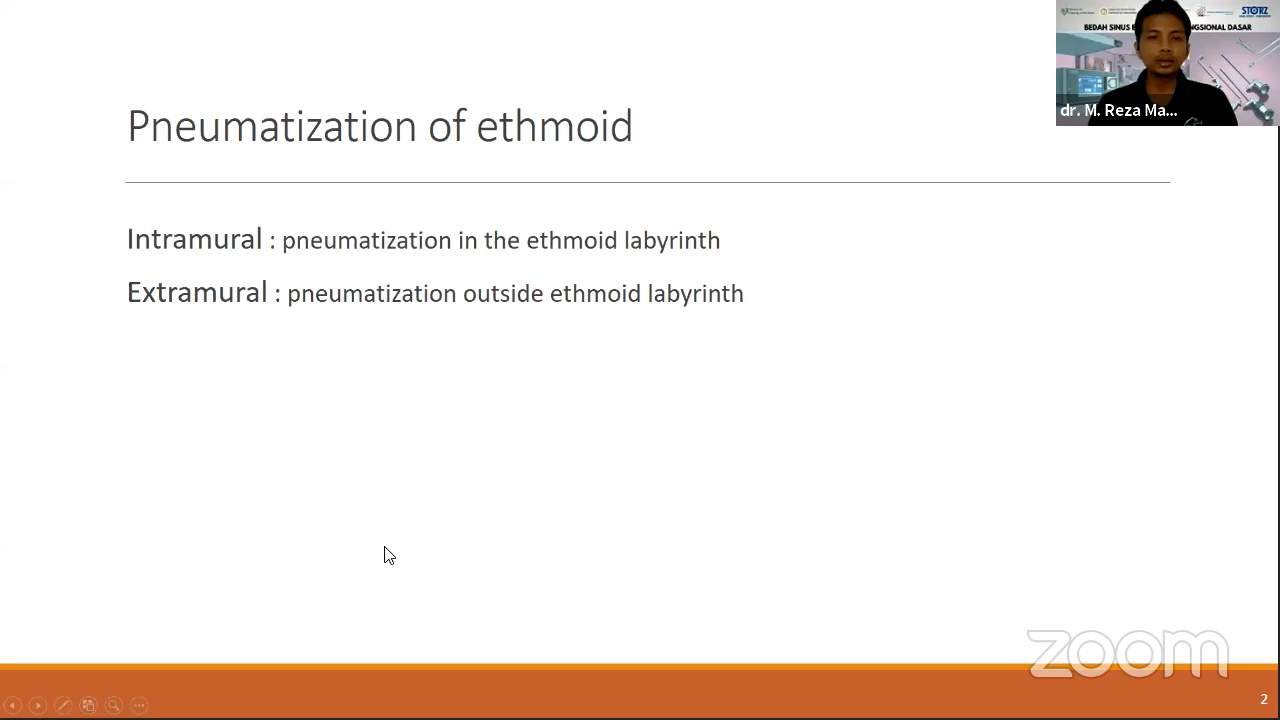 STORZ
BEDAH SINUS
GSIONAL DASAR
dr. M. Reza Ma...
Pneumatization of ethmoid
Intramural : pneumatization in the ethmoid labyrinth
Extramural : pneumatization outside ethmoid labyrinth
zoom
2